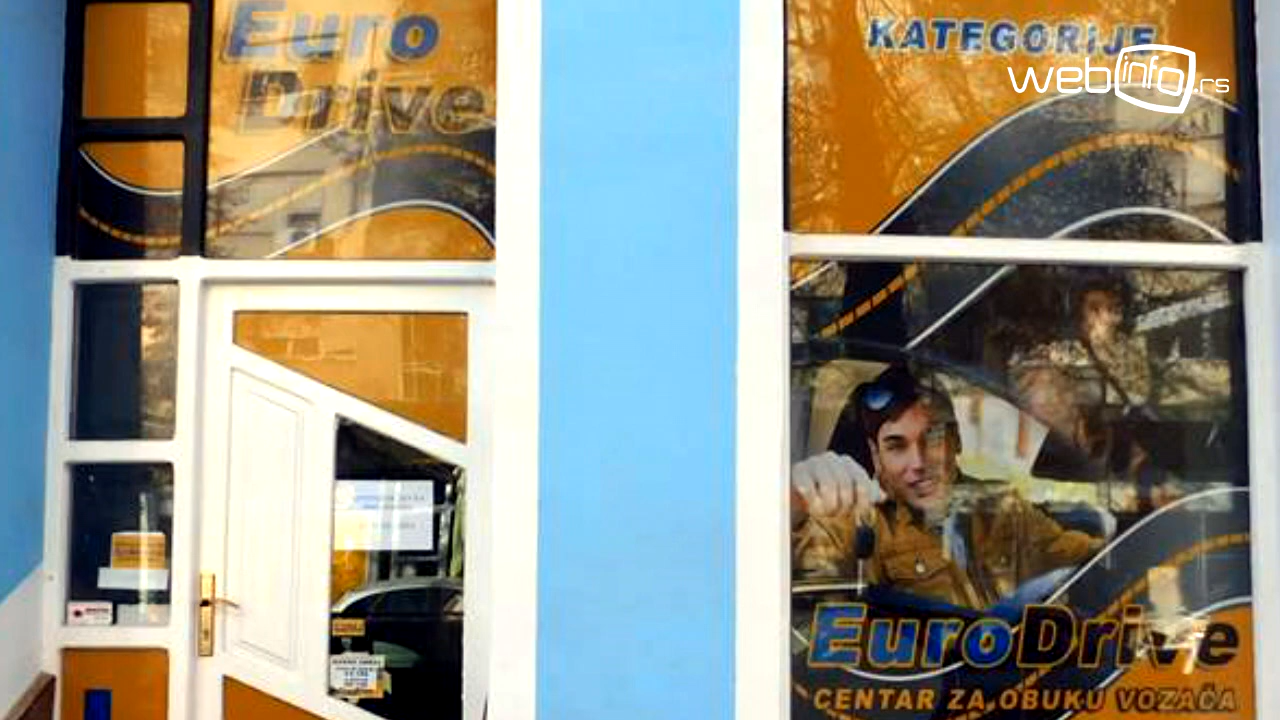 Euro
Drive
KATEGORIJE
webinfo.rs
EuroDrive
CENTAR ZA OBUKU VOZAČA